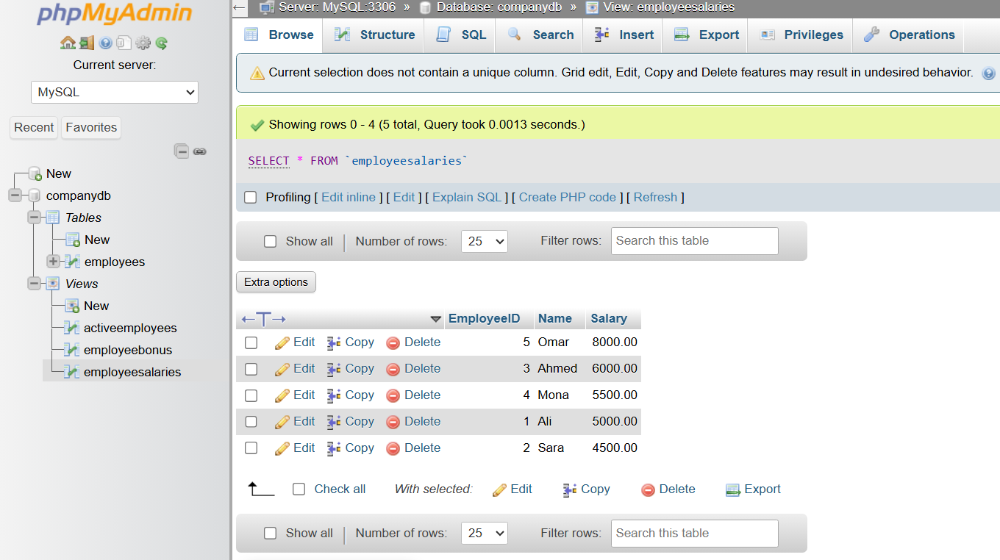 phpMyAdmin
Current server:
MySQL
Recent Favorites
New
companydb
Tables
New
employees
Views
New
activeemployees
employeebonus
employeesalaries
Server: MySQL:3306 » Database: companydb » View: employeesalaries
Browse Structure SQL Search Insert Export Privileges Operations
Current selection does not contain a unique column. Grid edit, Edit, Copy and Delete features may result in undesired behavior.
Showing rows 0 - 4 (5 total, Query took 0.0013 seconds.)
SELECT * FROM `employeesalaries`
Profiling [ Edit inline ] [ Edit ] [ Explain SQL ] [ Create PHP code ] [ Refresh ]
Show all | Number of rows: 25 Filter rows: Search this table
Extra options
←T→ EmployeeID Name Salary
Edit Copy Delete 5 Omar 8000.00
Edit Copy Delete 3 Ahmed 6000.00
Edit Copy Delete 4 Mona 5500.00
Edit Copy Delete 1 Ali 5000.00
Edit Copy Delete 2 Sara 4500.00
Check all With selected: Edit Copy Delete Export
Show all | Number of rows: 25 Filter rows: Search this table